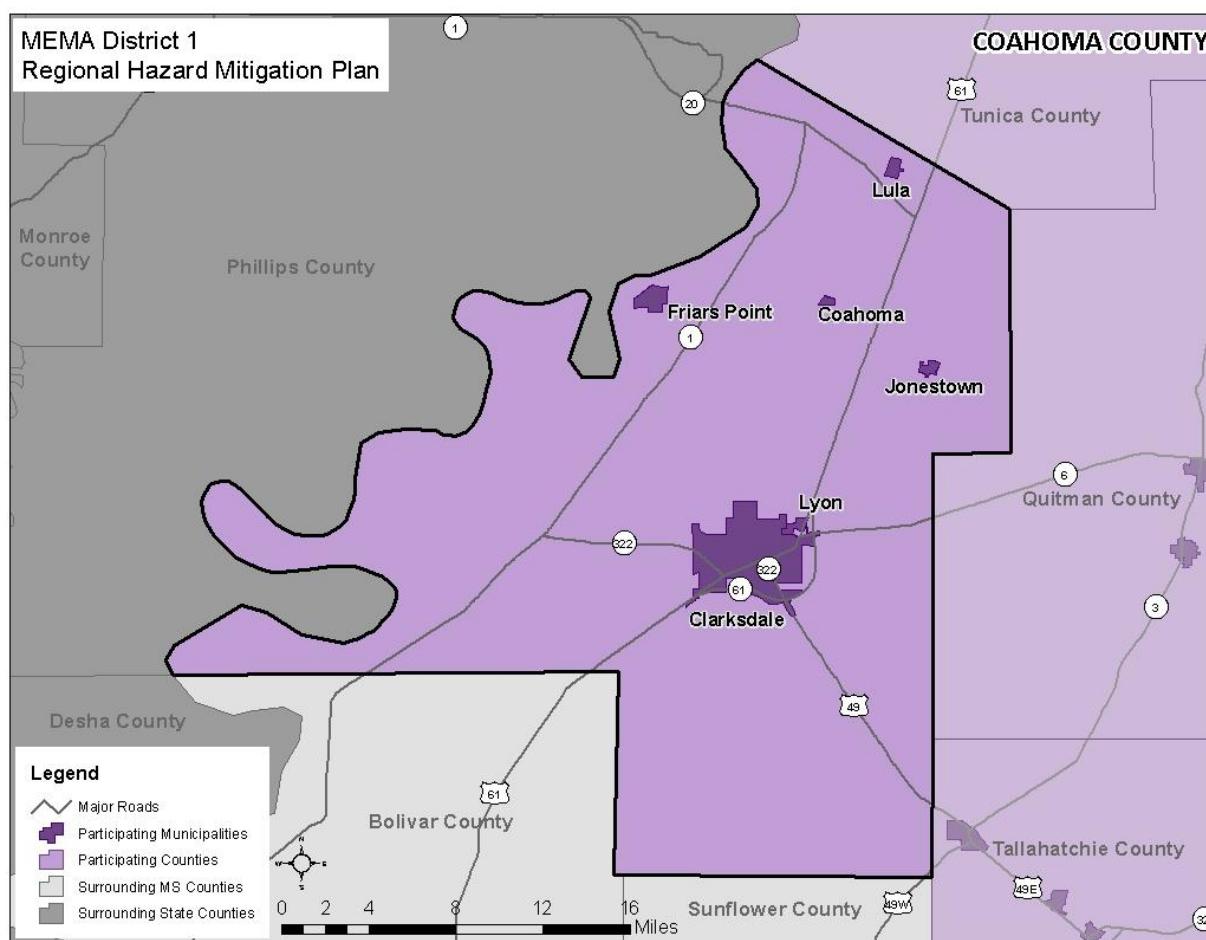 MEMA District 1
Regional Hazard Mitigation Plan
COAHOMA COUNTY
1
61
20
Tunica County
Lula
Monroe
County
Phillips County
Friars Point
Coahoma
1
Jonestown
6
Lyon
Quitman County
322
322
61
3
Clarksdale
49
Desha County
Legend
Major Roads
Participating Municipalities
Participating Counties
Surrounding MS Counties
Surrounding State Counties
61
Bolivar County
N
W
E
S
Tallahatchie County
49E
49W
Sunflower County
32
0 2 4 8 12 16
Miles